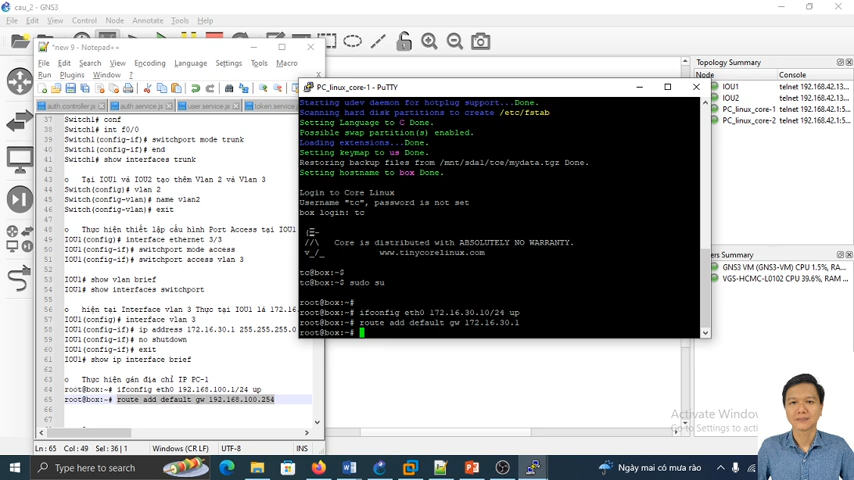 cau_2 - GNS3
File Edit View Control Node Annotate Tools Help
*new 9 - Notepad++
File Edit Search View Encoding Language Settings Tools Macro
Run Plugins Window ?
auth.controller.js auth.service.js user.service.js token.service
37 Switch1# conf
38 Switch1# int f0/0
39 Switch1(config-if)# switchport mode trunk
40 Switch1(config-if)# end
41 Switch1# show interfaces trunk
42
43 o Tại IOU1 và IOU2 tạo thêm Vlan 2 và Vlan 3
44 Switch(config)# vlan 2
45 Switch(config-vlan)# name vlan2
46 Switch(config-vlan)# exit
47
48 o Thực hiện thiết lập cấu hình Port Access tại IOU1
49 IOU1(config)# interface ethernet 3/3
50 IOU1(config-if)# switchport mode access
51 IOU1(config-if)# switchport access vlan 3
52
53 IOU1# show vlan brief
54 IOU1# show interfaces switchport
55
56 o hiện tại Interface vlan 3 Thực tại IOU1 là 172.16
57 IOU1(config)# interface vlan 3
58 IOU1(config-if)# ip address 172.16.30.1 255.255.255.0
59 IOU1(config-if)# no shutdown
60 IOU1(config-if)# exit
61 IOU1# show ip interface brief
62
63 o Thực hiện gán địa chỉ IP PC-1
64 root@box:~# ifconfig eth0 192.168.100.1/24 up
65 root@box:~# route add default gw 192.168.100.254
66
67
Ln:65 Col:49 Sel:36|1 Windows (CR LF) UTF-8 INS
PC_linux_core-1 - PuTTY
Starting udev daemon for hotplug support...Done.
Scanning hard disk partitions to create /etc/fstab
Setting Language to C Done.
Possible swap partition(s) enabled.
Loading extensions...Done.
Setting keymap to us Done.
Restoring backup files from /mnt/sda1/tce/mydata.tgz Done.
Setting hostname to box Done.
Login to Core Linux
Username "tc", password is not set
box login: tc
//\ Core is distributed with ABSOLUTELY NO WARRANTY.
v_/_ www.tinycorelinux.com
tc@box:~$
tc@box:~$ sudo su
root@box:~#
root@box:~# ifconfig eth0 172.16.30.10/24 up
root@box:~# route add default gw 172.16.30.1
root@box:~#
Topology Summary
Node Console
IOU1 telnet 192.168.42.13...
IOU2 telnet 192.168.42.13...
PC_linux_core-1 telnet 192.168.42.1...
PC_linux_core-2 telnet 192.168.42.1...
ers Summary
GNS3 VM (GNS3-VM) CPU 1.5%, RAM ...
VGS-HCMC-L0102 CPU 39.6%, RAM ...
Activate Window
Go to Settings to acti
Type here to search
Ngày mai có mưa rào